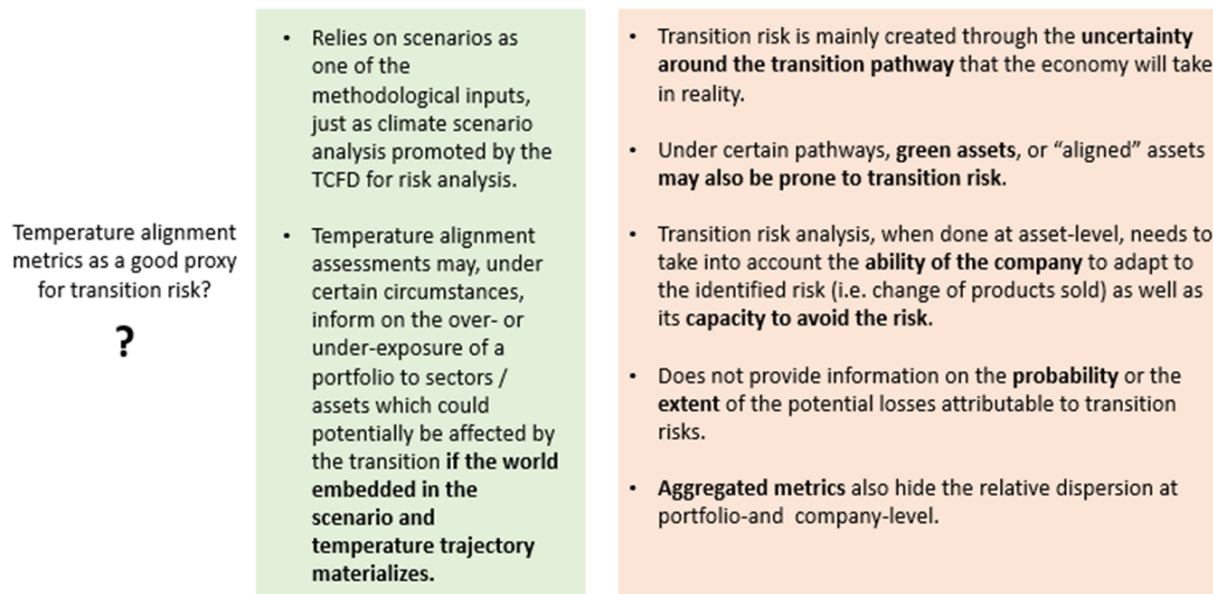 Temperature alignment
metrics as a good proxy
for transition risk?
?
• Relies on scenarios as
one of the
methodological inputs,
just as climate scenario
analysis promoted by the
TCFD for risk analysis.
• Temperature alignment
assessments may, under
certain circumstances,
inform on the over- or
under-exposure of a
portfolio to sectors /
assets which could
potentially be affected by
the transition if the world
embedded in the
scenario and
temperature trajectory
materializes.
• Transition risk is mainly created through the uncertainty
around the transition pathway that the economy will take
in reality.
• Under certain pathways, green assets, or “aligned” assets
may also be prone to transition risk.
• Transition risk analysis, when done at asset-level, needs to
take into account the ability of the company to adapt to
the identified risk (i.e. change of products sold) as well as
its capacity to avoid the risk.
• Does not provide information on the probability or the
extent of the potential losses attributable to transition
risks.
• Aggregated metrics also hide the relative dispersion at
portfolio-and company-level.